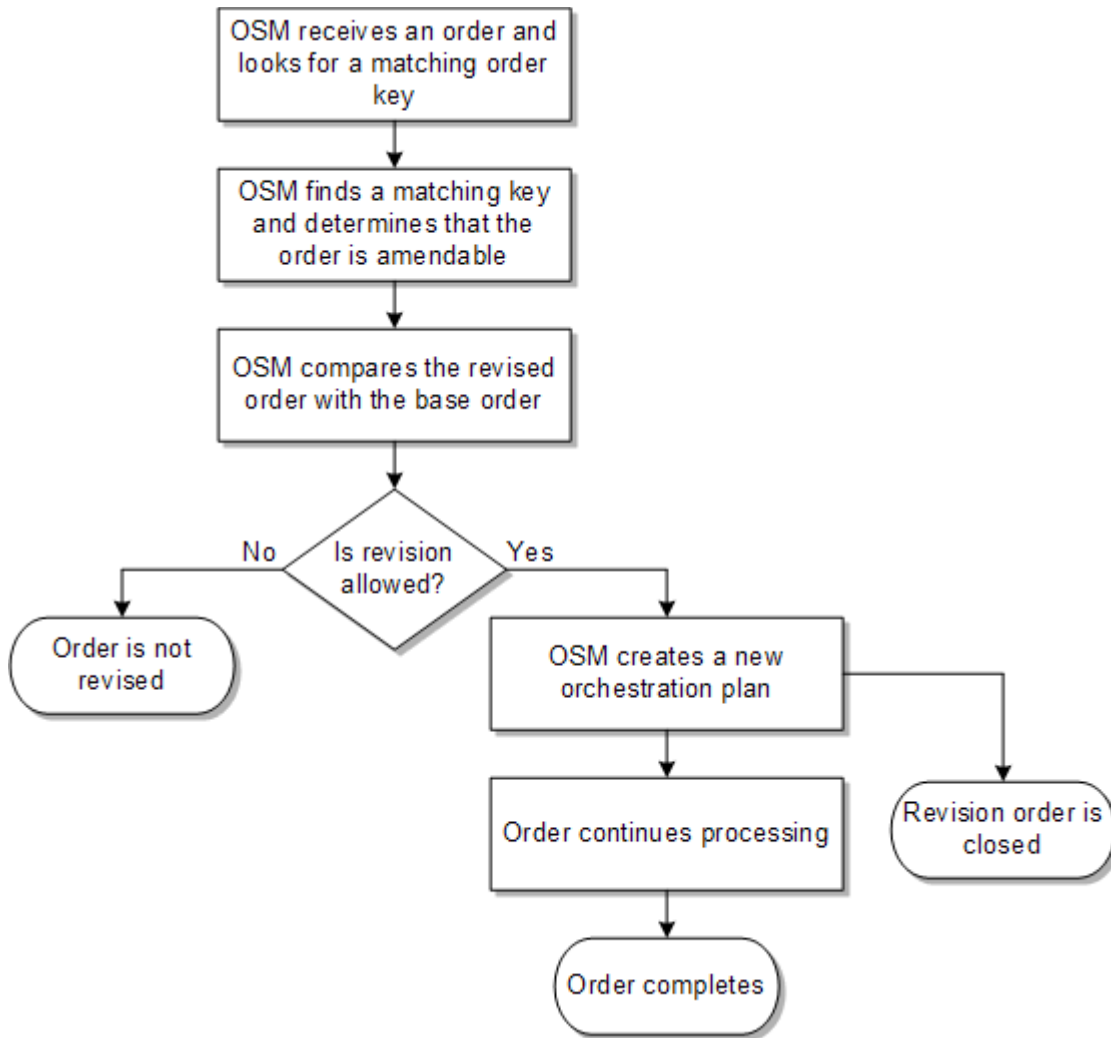 OSM receives an order and
looks for a matching order
key
OSM finds a matching key
and determines that the
order is amendable
OSM compares the revised
order with the base order
No
Is revision
allowed?
Yes
Order is not
revised
OSM creates a new
orchestration plan
Order continues processing
Revision order is
closed
Order completes